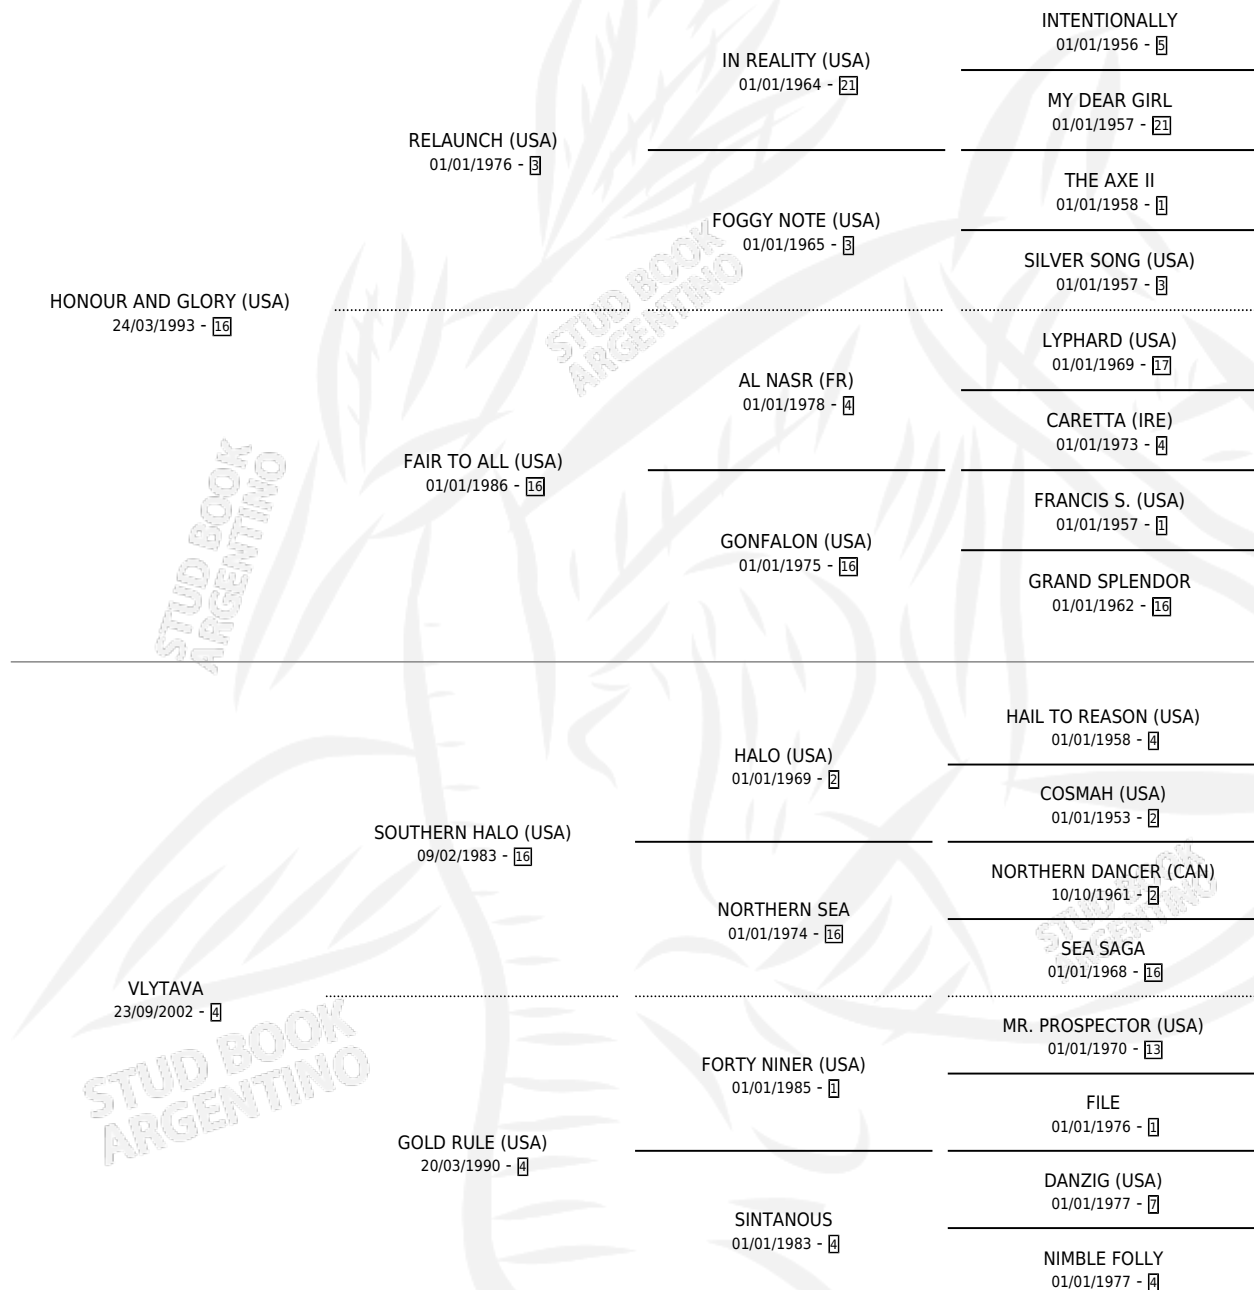 INTENTIONALLY
01/01/1956 - 5
IN REALITY (USA)
01/01/1964 - 21
MY DEAR GIRL
01/01/1957 - 21
RELAUNCH (USA)
01/01/1976 - 3
THE AXE II
01/01/1958 - 1
FOGGY NOTE (USA)
01/01/1965 - 3
SILVER SONG (USA)
01/01/1957 - 3
HONOUR AND GLORY (USA)
24/03/1993 - 16
LYPHARD (USA)
01/01/1969 - 17
AL NASR (FR)
01/01/1978 - 4
CARETTA (IRE)
01/01/1973 - 4
FAIR TO ALL (USA)
01/01/1986 - 16
FRANCIS S. (USA)
01/01/1957 - 1
GONFALON (USA)
01/01/1975 - 16
GRAND SPLENDOR
01/01/1962 - 16
HAIL TO REASON (USA)
01/01/1958 - 4
HALO (USA)
01/01/1969 - 2
COSMAH (USA)
01/01/1953 - 2
SOUTHERN HALO (USA)
09/02/1983 - 16
NORTHERN DANCER (CAN)
10/10/1961 - 2
NORTHERN SEA
01/01/1974 - 16
SEA SAGA
01/01/1968 - 16
VLYTAVA
23/09/2002 - 4
MR. PROSPECTOR (USA)
01/01/1970 - 13
FORTY NINER (USA)
01/01/1985 - 1
FILE
01/01/1976 - 1
GOLD RULE (USA)
20/03/1990 - 4
DANZIG (USA)
01/01/1977 - 7
SINTANOUS
01/01/1983 - 4
NIMBLE FOLLY
01/01/1977 - 4
STUD BOOK
ARGENTINO
STUD BOOK
ARGENTINO
STUD BOOK
ARGENTINO
STUD BOOK
ARGENTINO